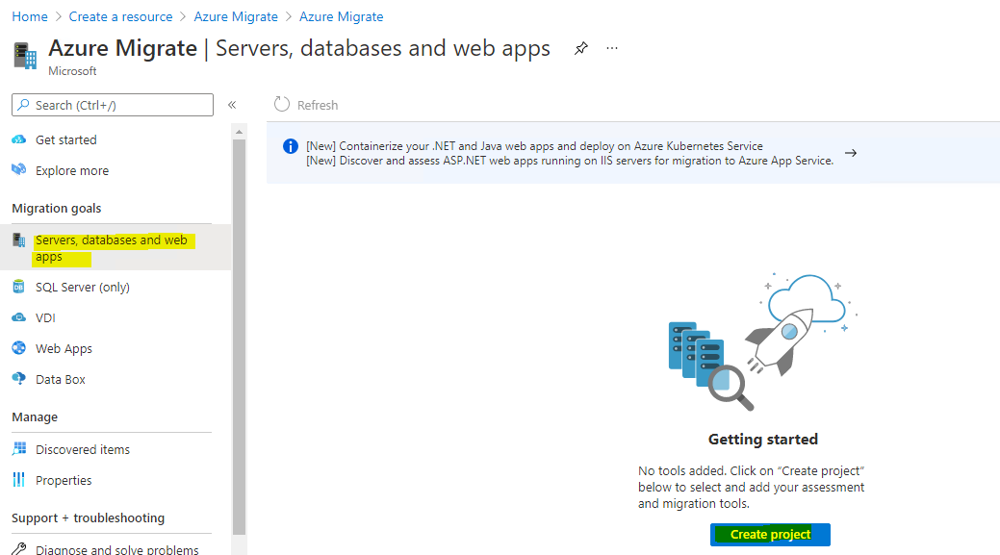 Home > Create a resource > Azure Migrate > Azure Migrate
Azure Migrate | Servers, databases and web apps ...
Microsoft
Search (Ctrl+/) «
Refresh
Get started
Explore more
Migration goals
Servers, databases and web
apps
SQL Server (only)
VDI
Web Apps
Data Box
Manage
Discovered items
Properties
Support + troubleshooting
Diagnose and solve problems
[New] Containerize your .NET and Java web apps and deploy on Azure Kubernetes Service
[New] Discover and assess ASP.NET web apps running on IIS servers for migration to Azure App Service. →
DB
Getting started
No tools added. Click on “Create project”
below to select and add your assessment
and migration tools.
Create project